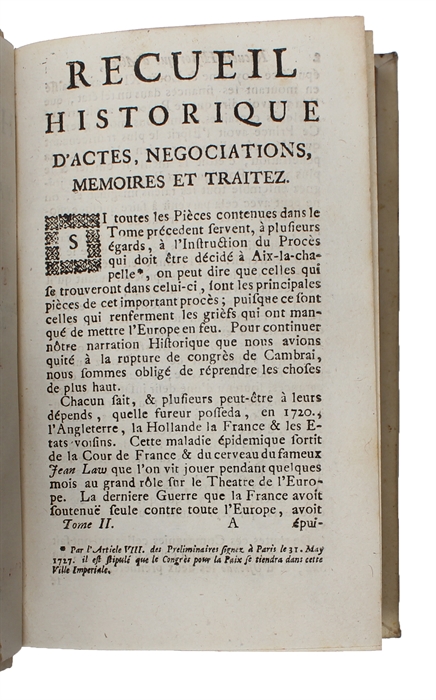 RECUEIL
HISTORIQUE
D'ACTES, NEGOCIATIONS,
MEMOIRES ET TRAITEZ.
SI toutes les Pièces contenues dans le
Tome précedent servent, à plusieurs
égards, à l'Instruction du Procès
qui doit être décidé à Aix-la-cha-
pelle*, on peut dire que celles qui
se trouveront dans celui-ci, sont les principales
pièces de cet important procès; puisque ce sont
celles qui renferment les griéfs qui ont man-
qué de mettre l'Europe en feu. Pour continuer
nôtre narration Historique que nous avions
quité à la rupture de congrès de Cambrai,
nous sommes obligé de réprendre les choses
de plus haut.
Chacun sait, & plusieurs peut-être à leurs
dépends, quelle fureur posseda, en 1720.,
l'Angleterre, la Hollande la France & les E-
tats voisins. Cette maladie épidemique sortit
de la Cour de France & du cerveau du fameux
Jean Law que l'on vit jouer pendant quelques
mois au grand rôle sur le Theatre de l'Euro-
pe. La derniere Guerre que la France avoit
soutenuë seule contre toute l'Europe, avoit
Tome II. A épui-
* Par l'Article VIII. des Preliminaires signez à Paris le 31. May
1727. il est stipulé que le Congrès pour la Paix se tiendra dans cette
Ville Imperiale.